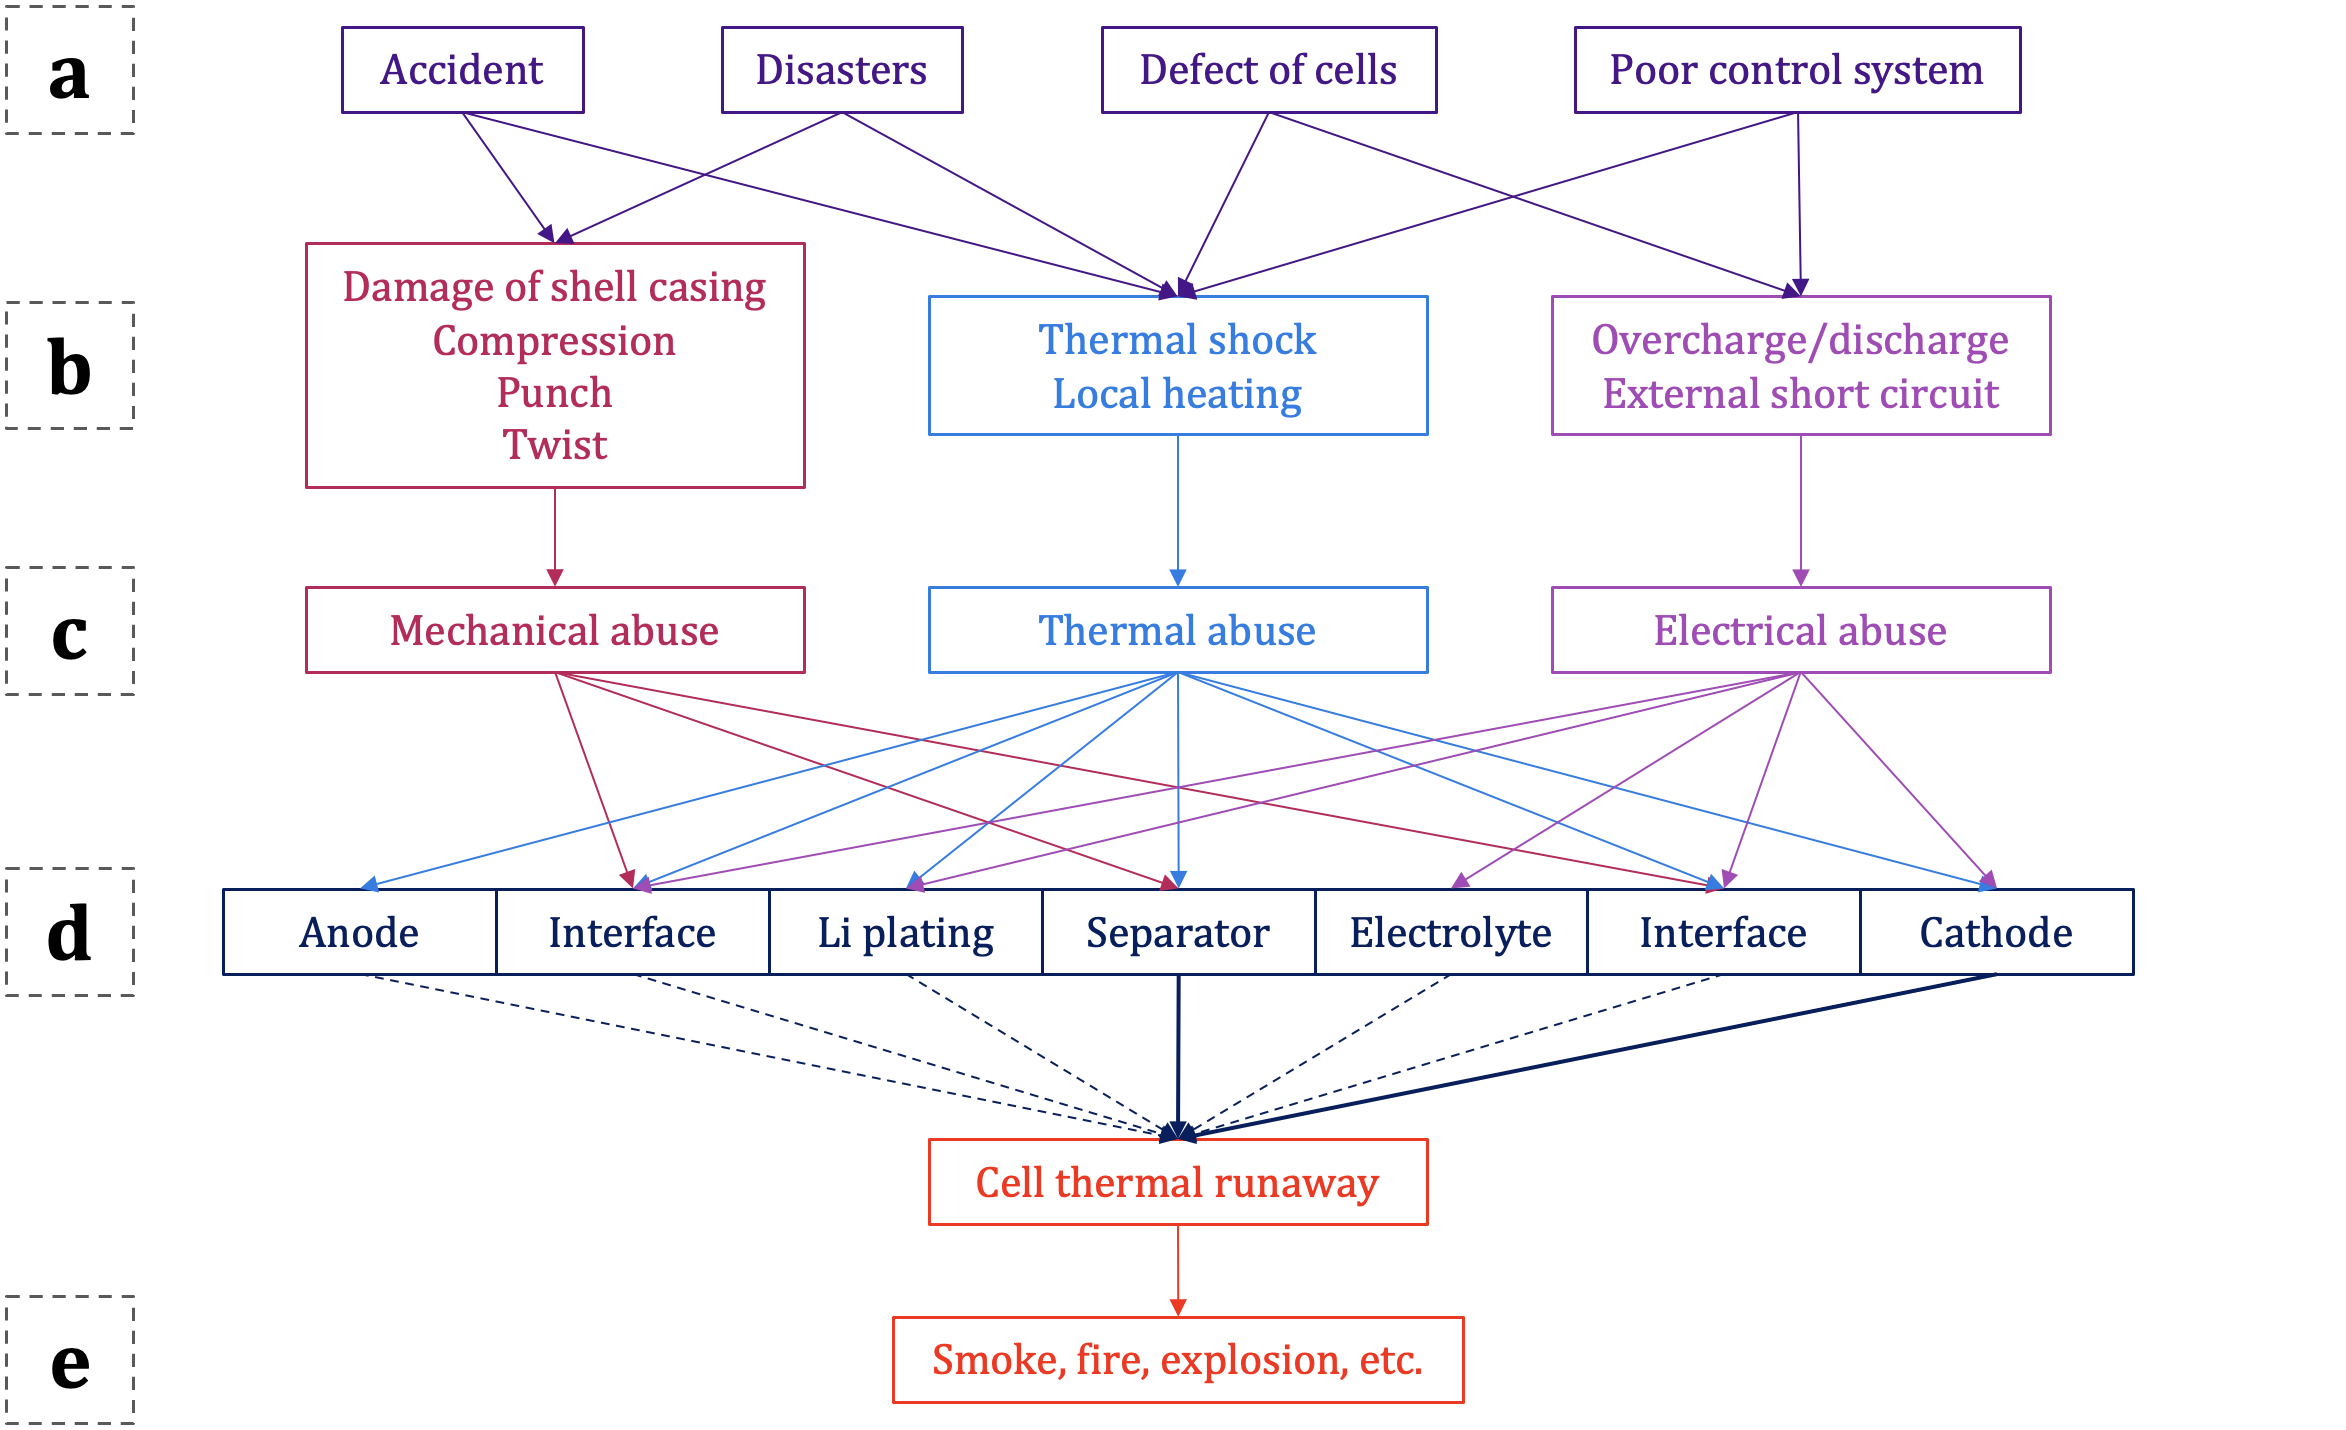 a
Accident
Disasters
Defect of cells
Poor control system
b
Damage of shell casing
Compression
Punch
Twist
Thermal shock
Local heating
Overcharge/discharge
External short circuit
c
Mechanical abuse
Thermal abuse
Electrical abuse
d
Anode
Interface
Li plating
Separator
Electrolyte
Interface
Cathode
Cell thermal runaway
e
Smoke, fire, explosion, etc.